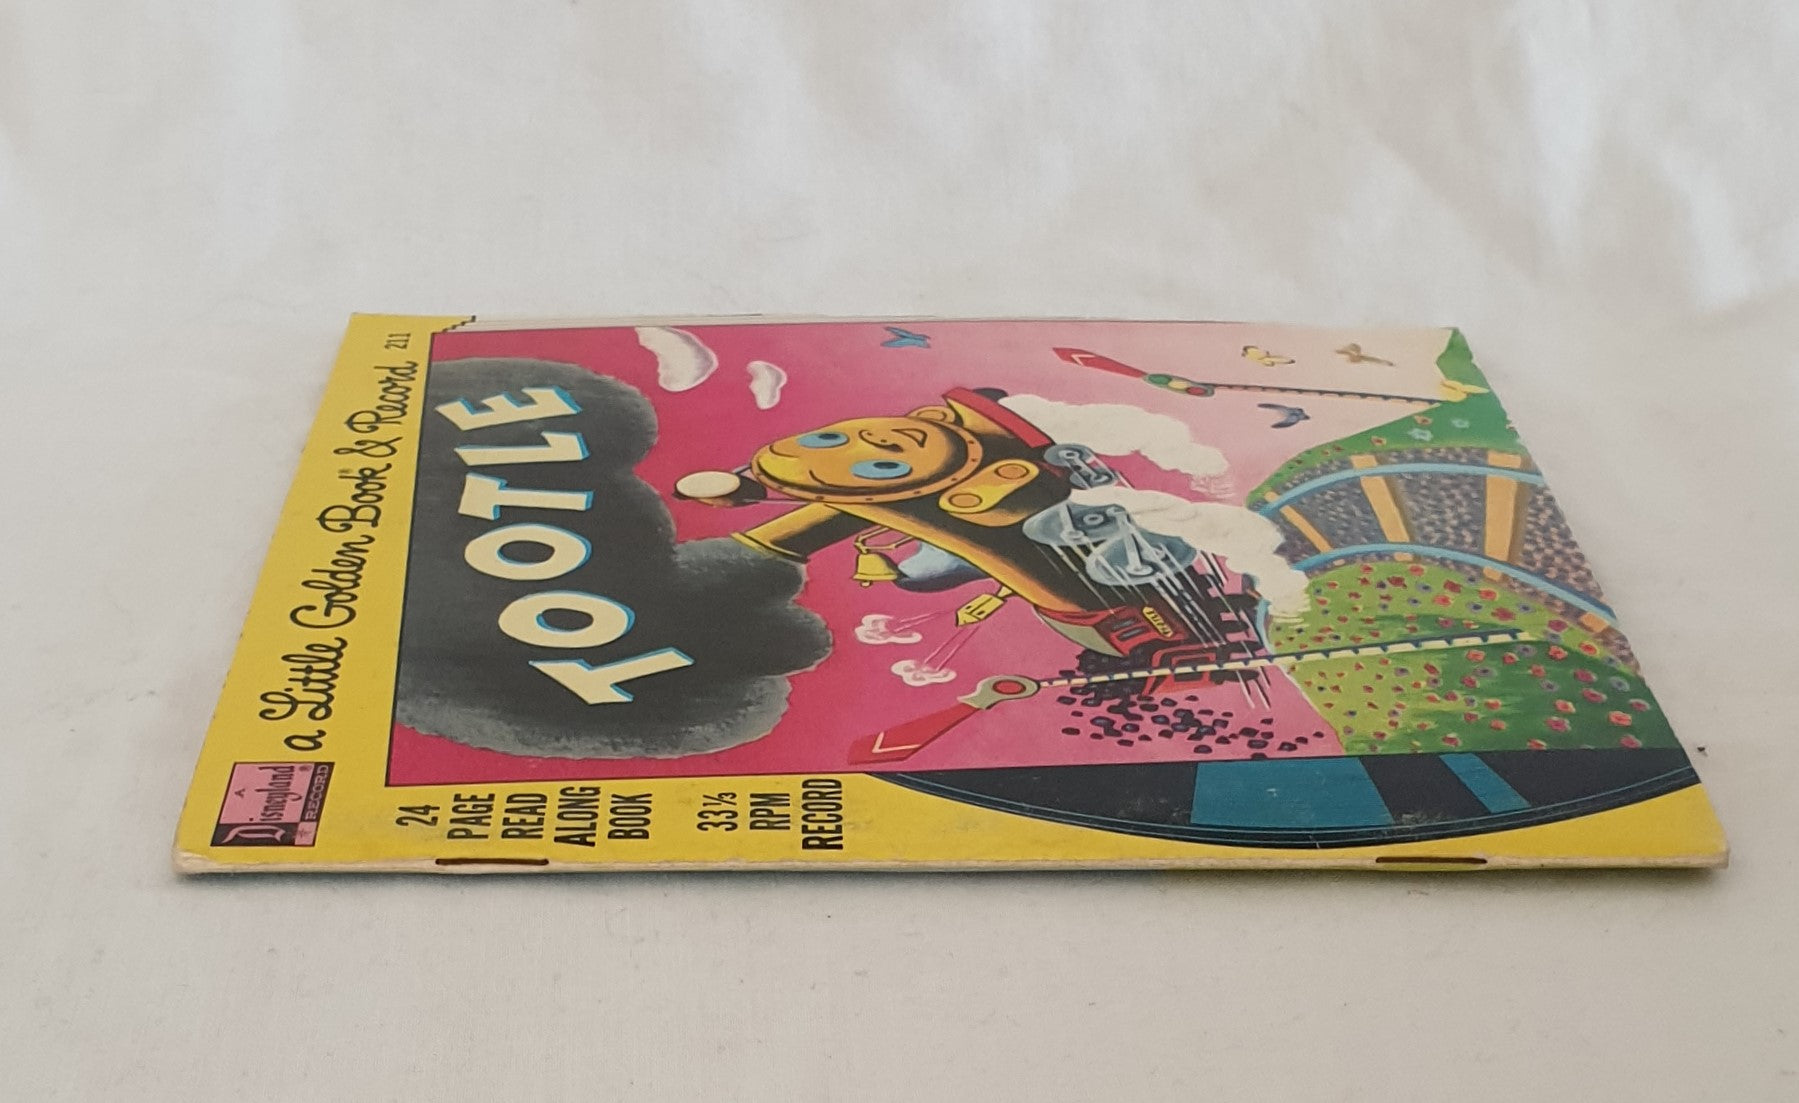 a Little Golden Book® & Record 211
A
Disneyland®
RECORD
TOOTLE
24
PAGE
READ
ALONG
BOOK
33⅓
RPM
RECORD